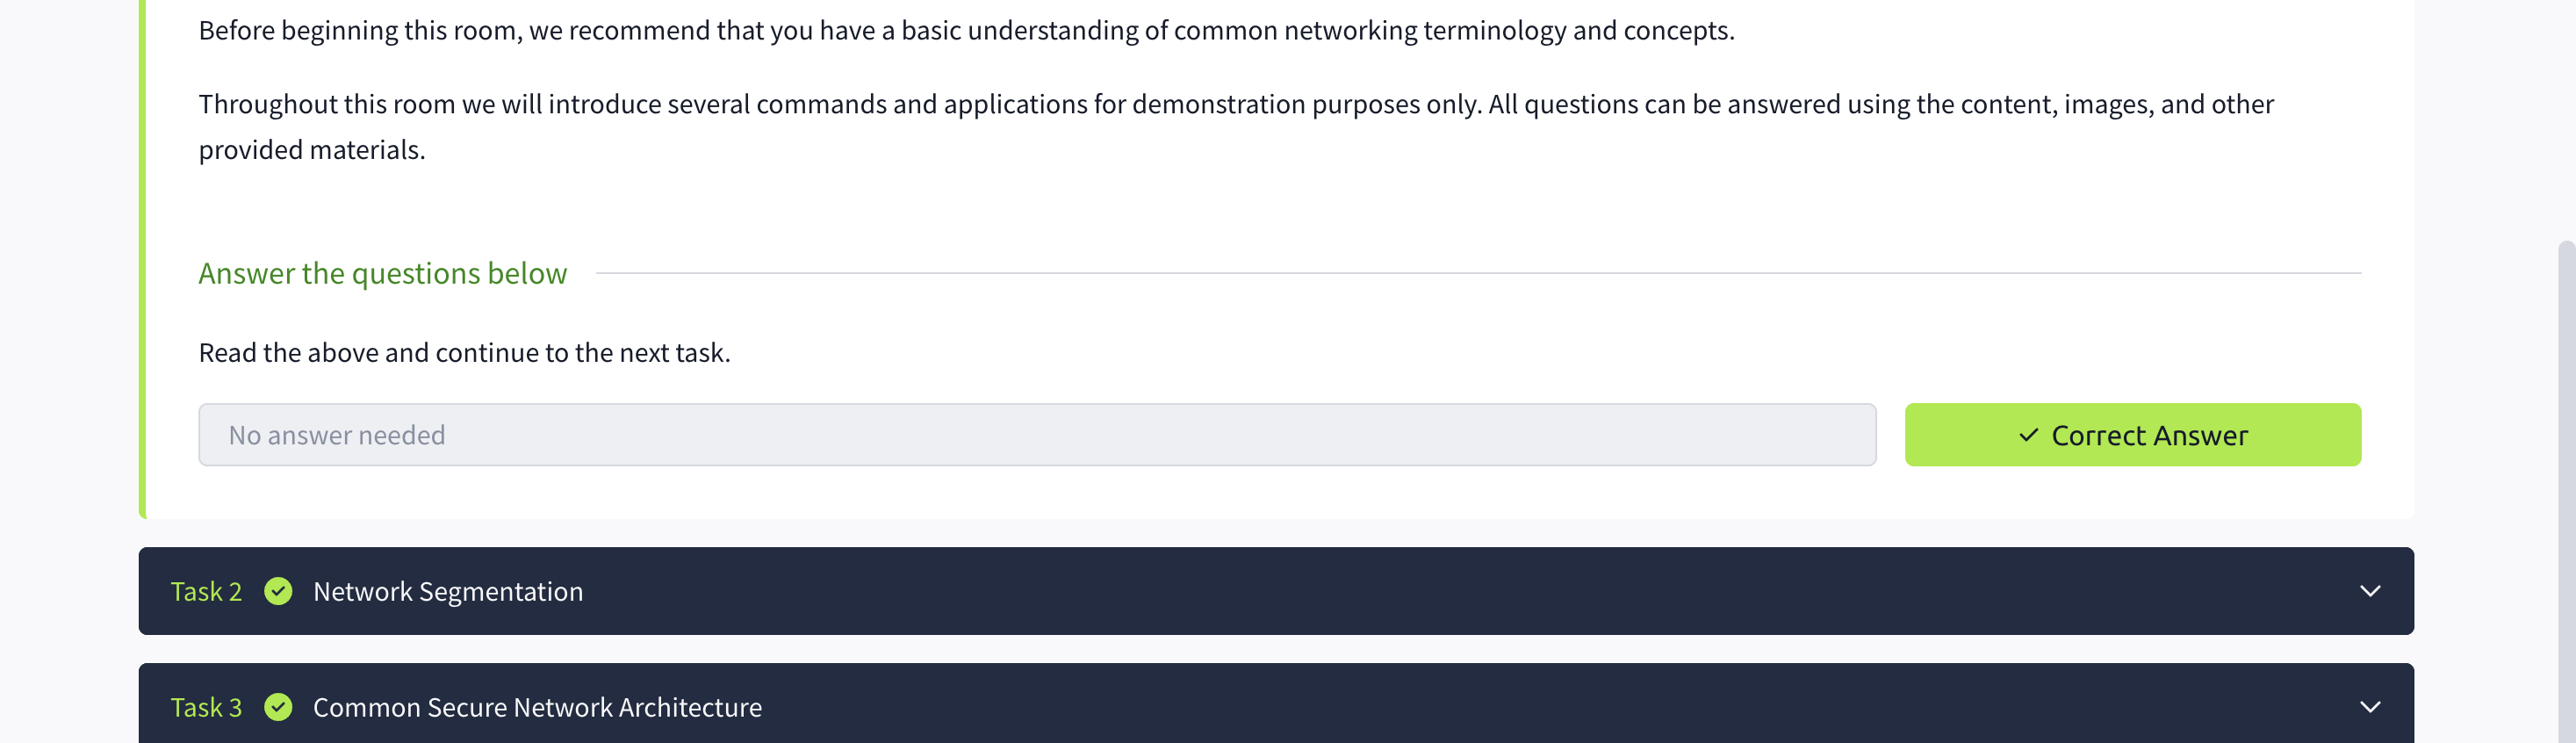 Before beginning this room, we recommend that you have a basic understanding of common networking terminology and concepts.
Throughout this room we will introduce several commands and applications for demonstration purposes only. All questions can be answered using the content, images, and other
provided materials.
Answer the questions below
Read the above and continue to the next task.
No answer needed
Correct Answer
Task 2 Network Segmentation
Task 3 Common Secure Network Architecture